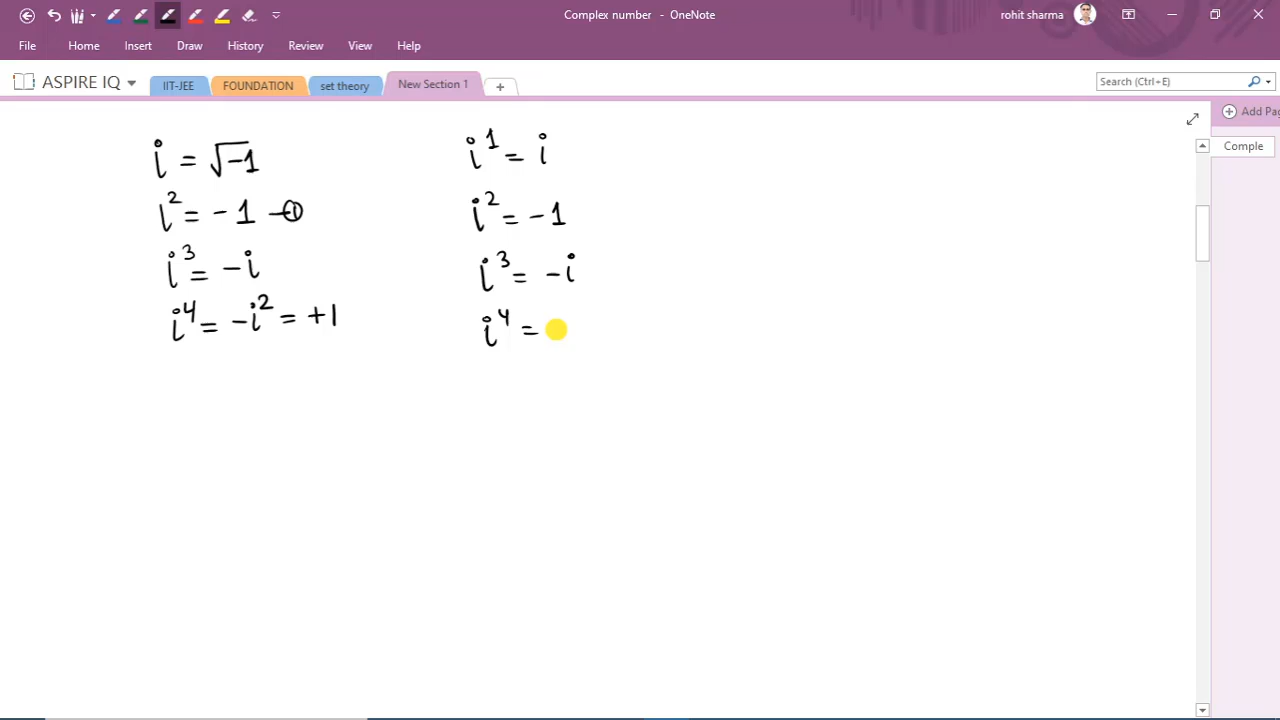 Complex number - OneNote
rohit sharma
File Home Insert Draw History Review View Help
ASPIRE IQ
IIT-JEE
FOUNDATION
set theory
New Section 1
Search (Ctrl+E)
Add Pag
Comple
i = √-1
i² = -1 -①
i³ = -i
i⁴ = -i² = +1
i¹ = i
i² = -1
i³ = -i
i⁴ =